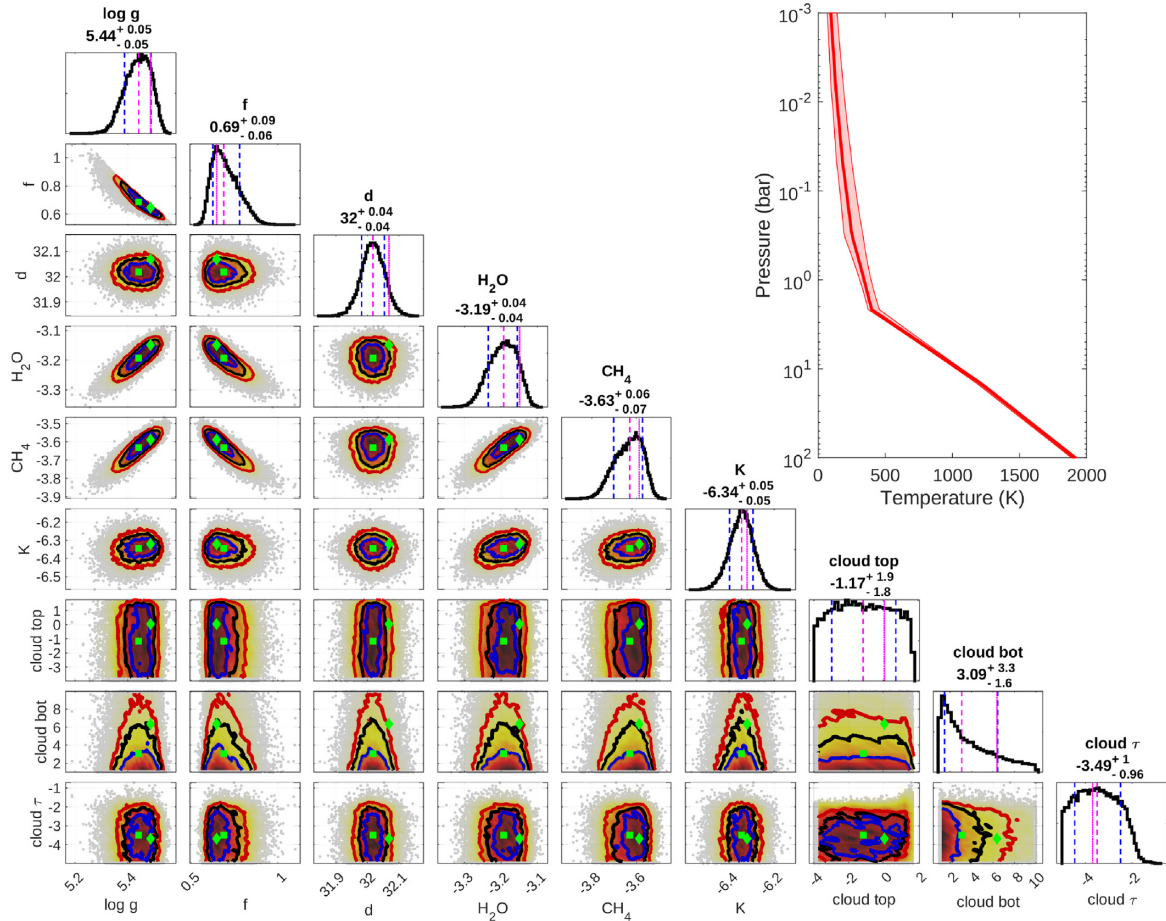 log g
5.44 + 0.05 - 0.05
10^-3
10^-2
10^-1
10^0
10^1
10^2
Pressure (bar)
0 500 1000 1500 2000
Temperature (K)
f
0.69 + 0.09 - 0.06
1
0.8
0.6
f
d
32 + 0.04 - 0.04
32.1
32
31.9
d
H₂O
-3.19 + 0.04 - 0.04
-3.1
-3.2
-3.3
H₂O
CH₄
-3.63 + 0.06 - 0.07
-3.5
-3.6
-3.7
-3.8
-3.9
CH₄
K
-6.34 + 0.05 - 0.05
-6.2
-6.3
-6.4
-6.5
K
cloud top
-1.17 + 1.9 - 1.8
1
0
-1
-2
-3
cloud top
cloud bot
3.09 + 3.3 - 1.6
8
6
4
2
cloud bot
cloud τ
-3.49 + 1 - 0.96
-1
-2
-3
-4
cloud τ
5.2 5.4 0.5 1 31.9 32 32.1 -3.3 -3.1 -3.8 -3.6 -6.4 -6.2 -4 -2 0 2 2 4 6 8 10 -4 -2
log g f d H₂O CH₄ K cloud top cloud bot cloud τ